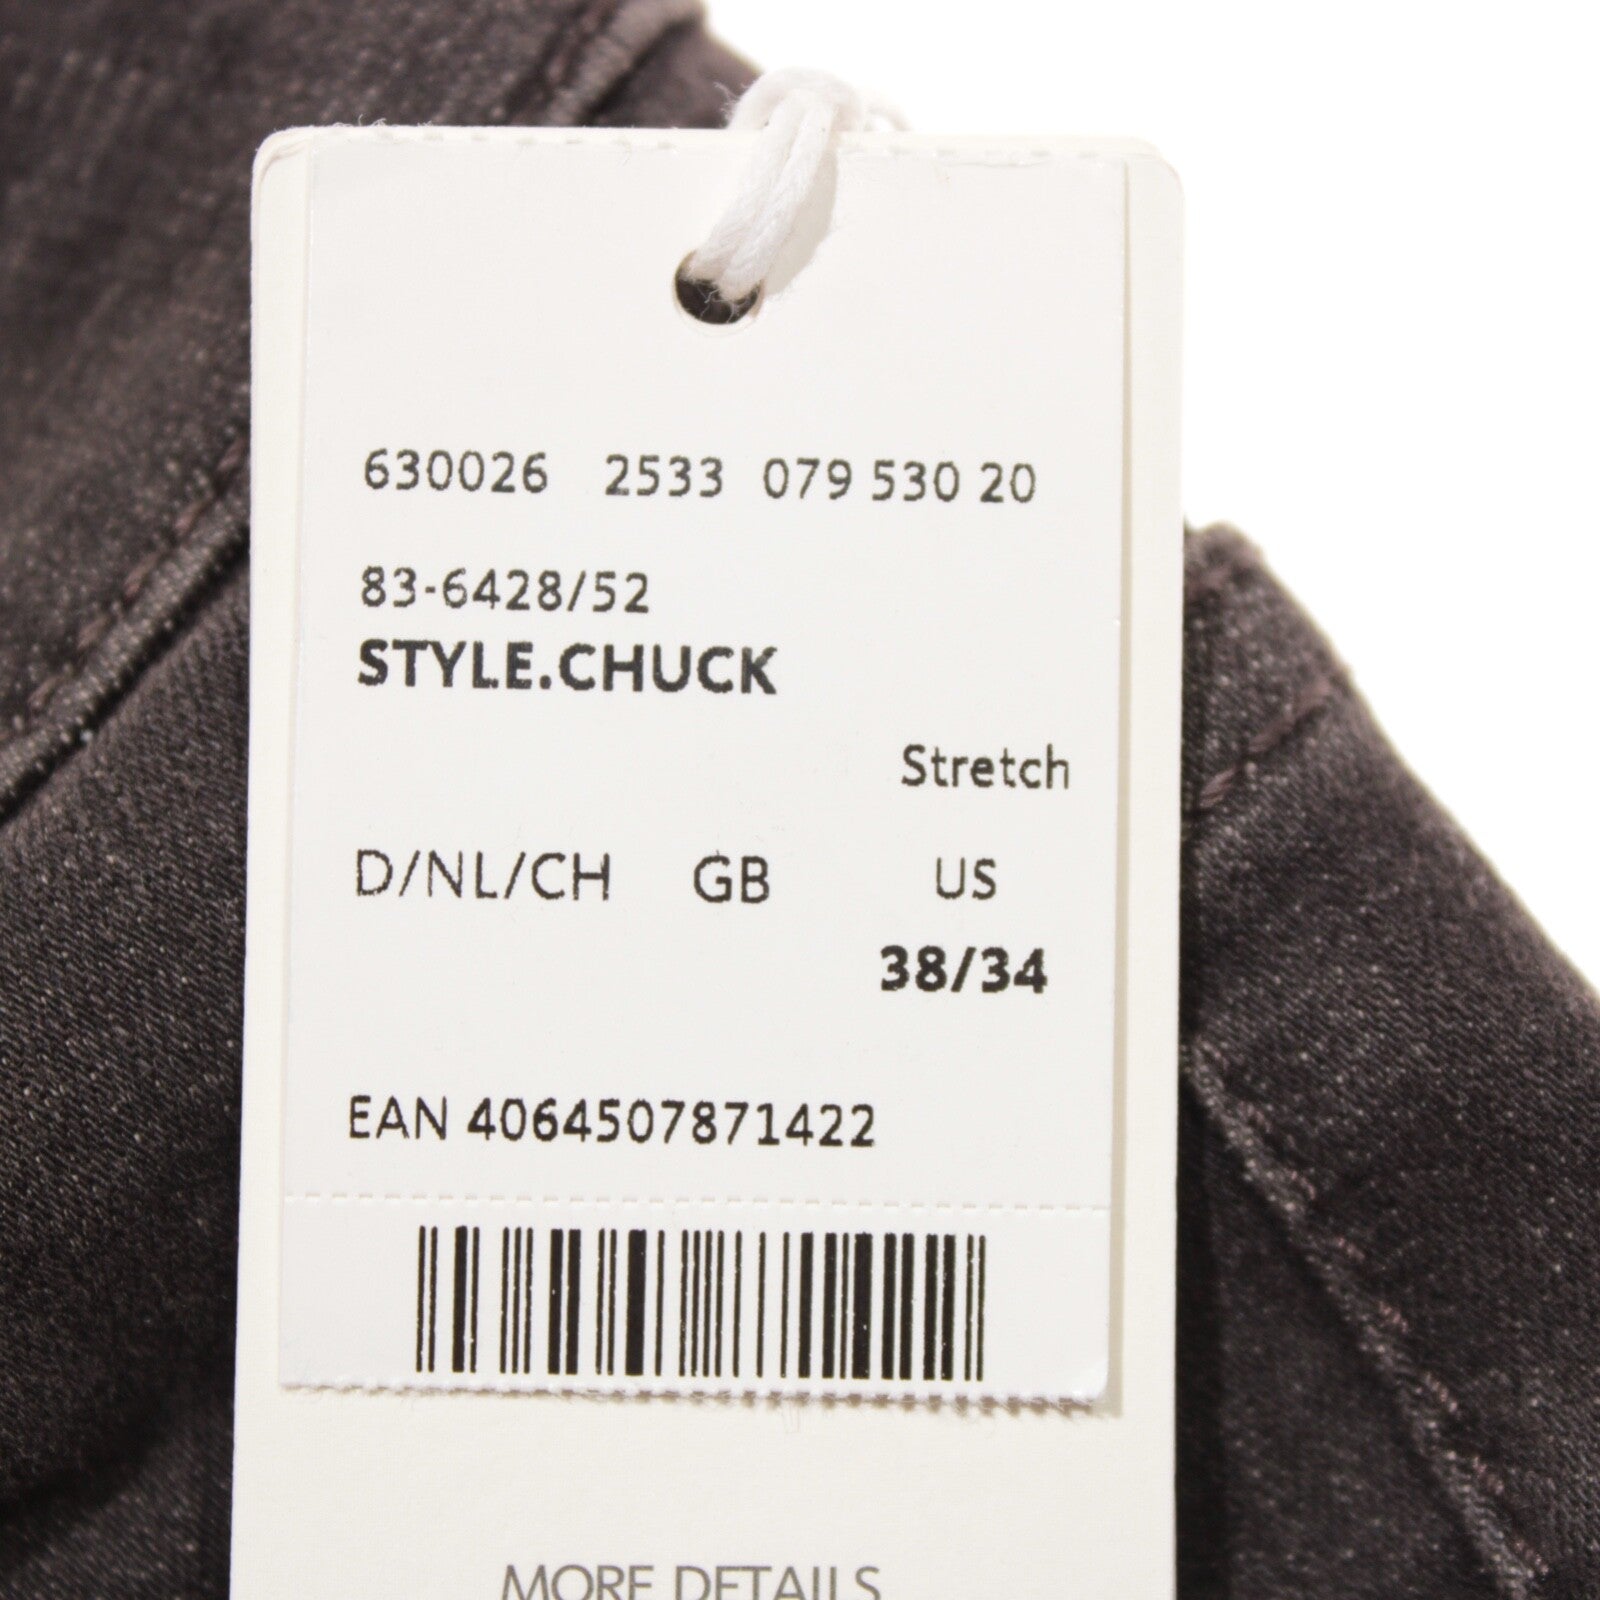 630026 2533 079 530 20
83-6428/52
STYLE.CHUCK
Stretch
D/NL/CH GB US
38/34
EAN 4064507871422
MORE DETAILS